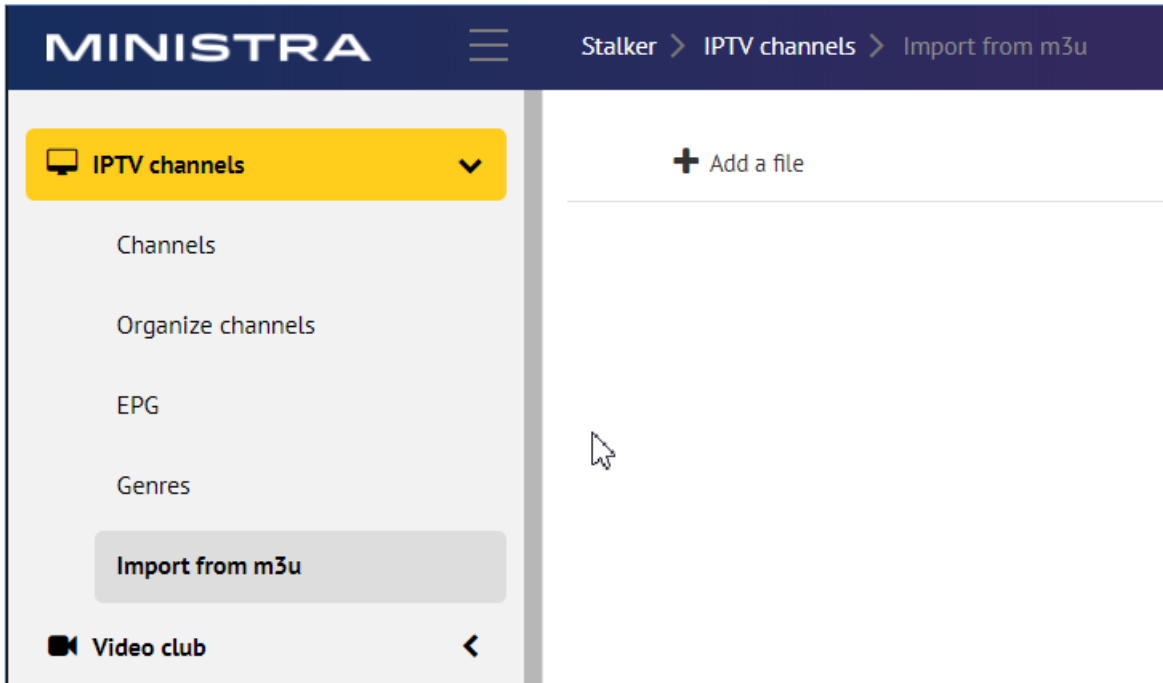 MINISTRA
Stalker > IPTV channels > Import from m3u
IPTV channels
Add a file
Channels
Organize channels
EPG
Genres
Import from m3u
Video club